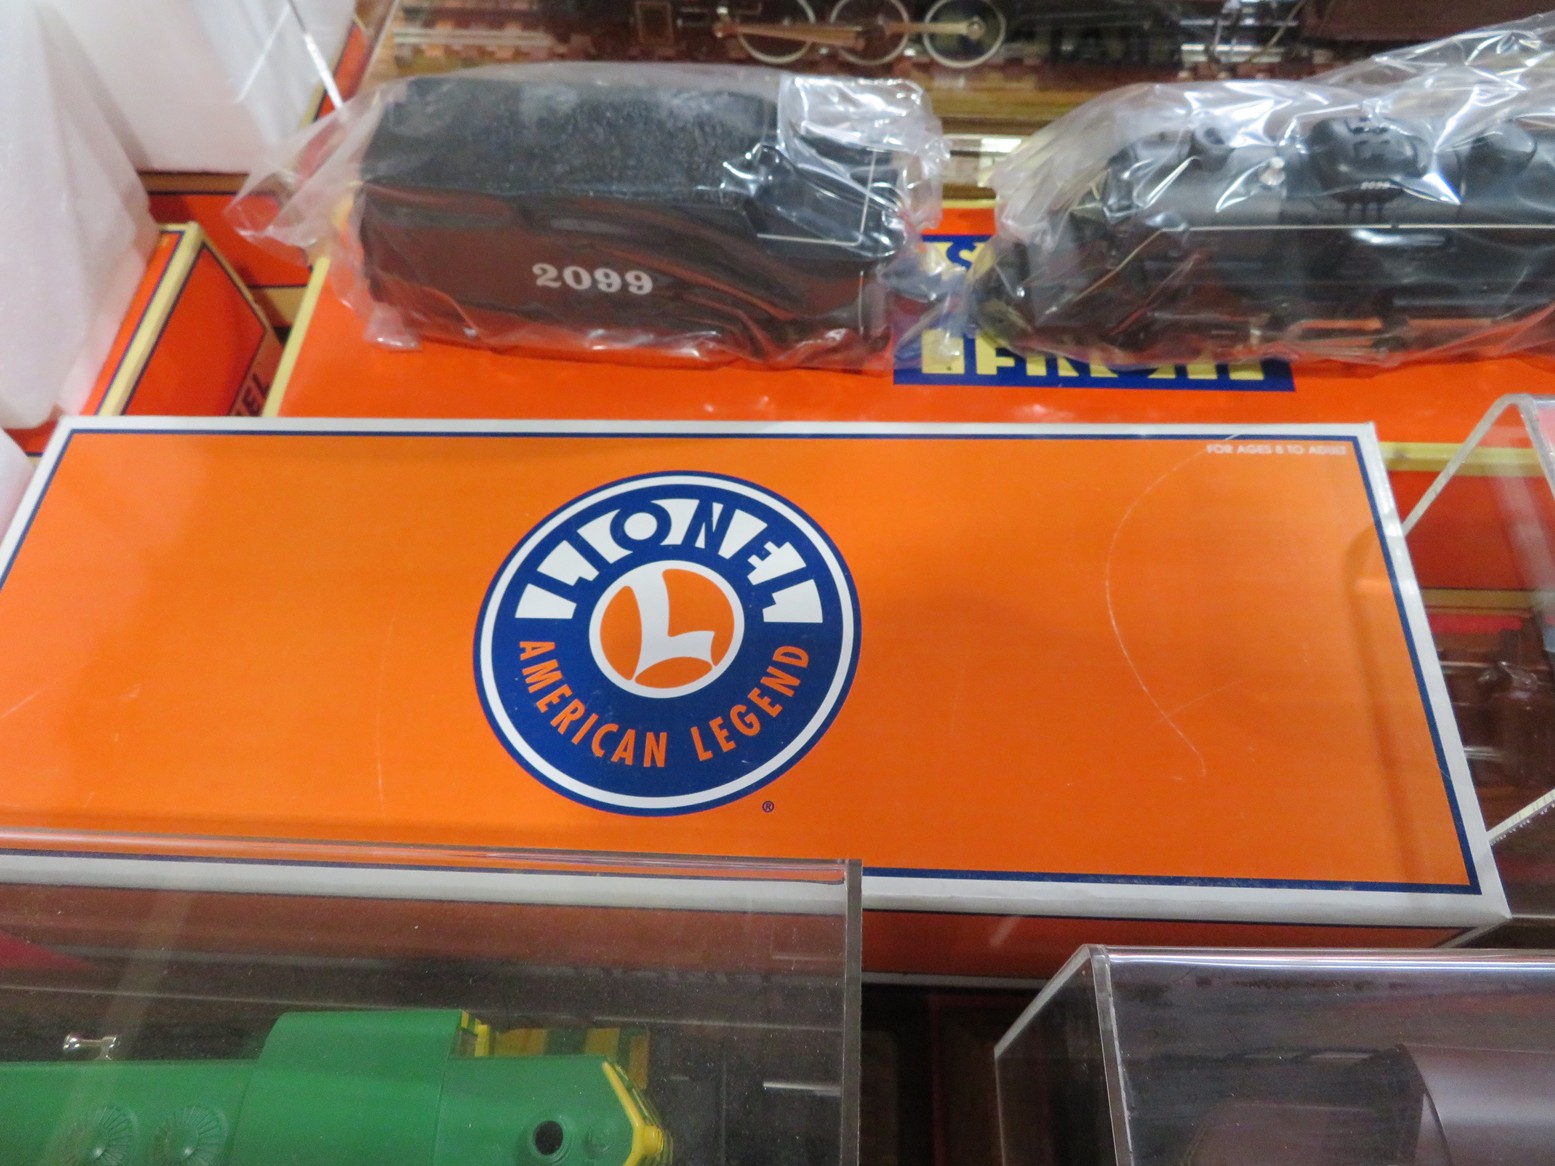 2099
FOR AGES 8 TO ADULT
LIONEL
L
AMERICAN LEGEND
®